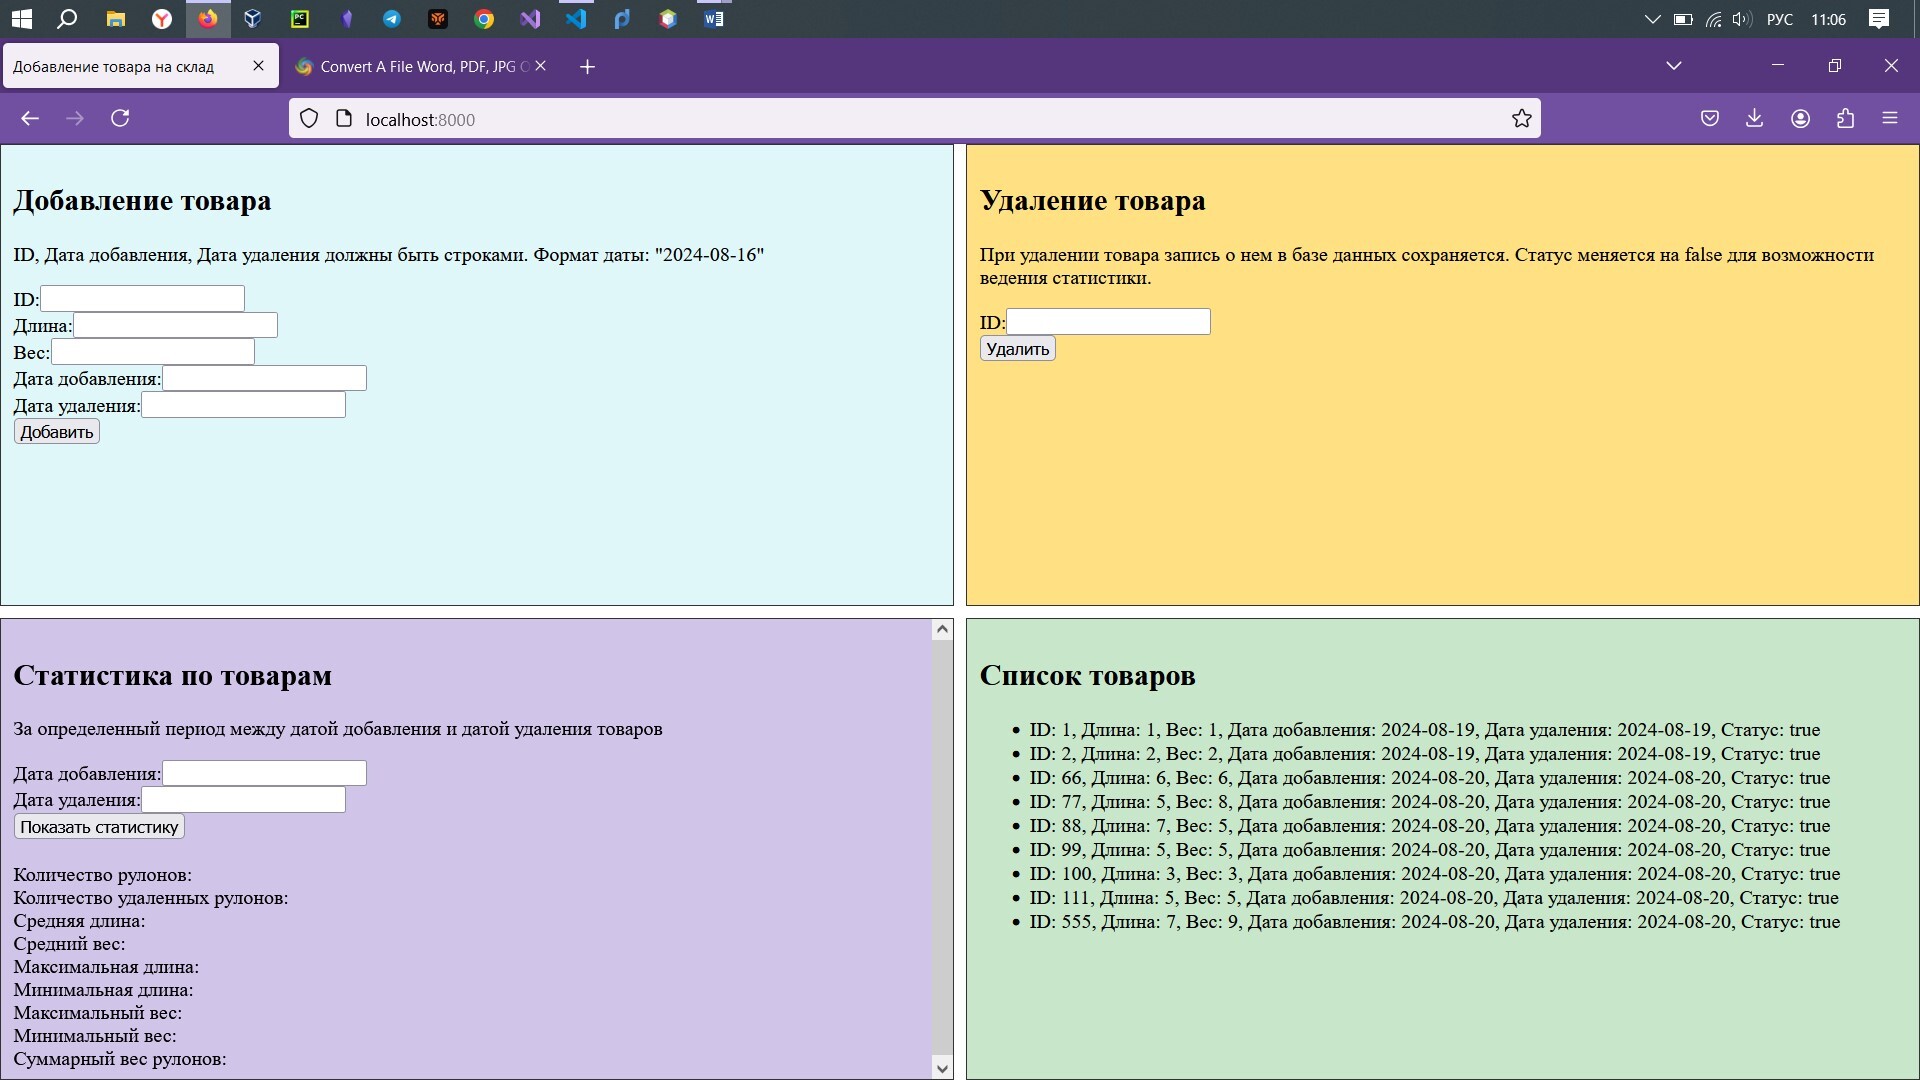 РУС 11:06
Добавление товара на склад
Convert A File Word, PDF, JPG O
localhost:8000
Добавление товара
ID, Дата добавления, Дата удаления должны быть строками. Формат даты: "2024-08-16"
ID:
Длина:
Вес:
Дата добавления:
Дата удаления:
Добавить
Удаление товара
При удалении товара запись о нем в базе данных сохраняется. Статус меняется на false для возможности
ведения статистики.
ID:
Удалить
Статистика по товарам
За определенный период между датой добавления и датой удаления товаров
Дата добавления:
Дата удаления:
Показать статистику
Количество рулонов:
Количество удаленных рулонов:
Средняя длина:
Средний вес:
Максимальная длина:
Минимальная длина:
Максимальный вес:
Минимальный вес:
Суммарный вес рулонов:
Список товаров
• ID: 1, Длина: 1, Вес: 1, Дата добавления: 2024-08-19, Дата удаления: 2024-08-19, Статус: true
• ID: 2, Длина: 2, Вес: 2, Дата добавления: 2024-08-19, Дата удаления: 2024-08-19, Статус: true
• ID: 66, Длина: 6, Вес: 6, Дата добавления: 2024-08-20, Дата удаления: 2024-08-20, Статус: true
• ID: 77, Длина: 5, Вес: 8, Дата добавления: 2024-08-20, Дата удаления: 2024-08-20, Статус: true
• ID: 88, Длина: 7, Вес: 5, Дата добавления: 2024-08-20, Дата удаления: 2024-08-20, Статус: true
• ID: 99, Длина: 5, Вес: 5, Дата добавления: 2024-08-20, Дата удаления: 2024-08-20, Статус: true
• ID: 100, Длина: 3, Вес: 3, Дата добавления: 2024-08-20, Дата удаления: 2024-08-20, Статус: true
• ID: 111, Длина: 5, Вес: 5, Дата добавления: 2024-08-20, Дата удаления: 2024-08-20, Статус: true
• ID: 555, Длина: 7, Вес: 9, Дата добавления: 2024-08-20, Дата удаления: 2024-08-20, Статус: true